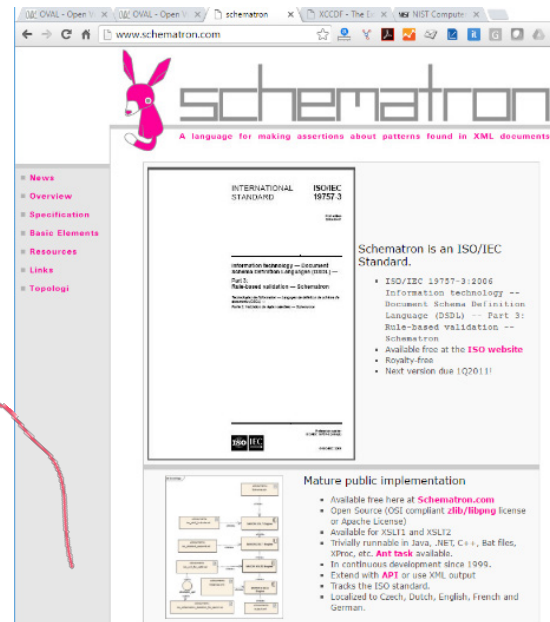 OVAL - Open V
OVAL - Open V
schematron
XCCDF - The E
NIST Compute
www.schematron.com
schematron
A language for making assertions about patterns found in XML documents
News
Overview
Specification
Basic Elements
Resources
Links
Topologi
INTERNATIONAL STANDARD
ISO/IEC 19757-3
Information technology — Document
Schema Definition Languages (DSDL) —
Part 3:
Rule-based validation — Schematron
ISO IEC
Schematron is an ISO/IEC
Standard.
ISO/IEC 19757-3:2006
Information technology --
Document Schema Definition
Language (DSDL) -- Part 3:
Rule-based validation --
Schematron
Available free at the ISO website
Royalty-free
Next version due 1Q2011!
Mature public implementation
Available free here at Schematron.com
Open Source (OSI compliant zlib/libpng license
or Apache License)
Available for XSLT1 and XSLT2
Trivially runnable in Java, .NET, C++, Bat files,
XProc, etc. Ant task available.
In continuous development since 1999.
Extend with API or use XML output
Tracks the ISO standard.
Localized to Czech, Dutch, English, French and
German.